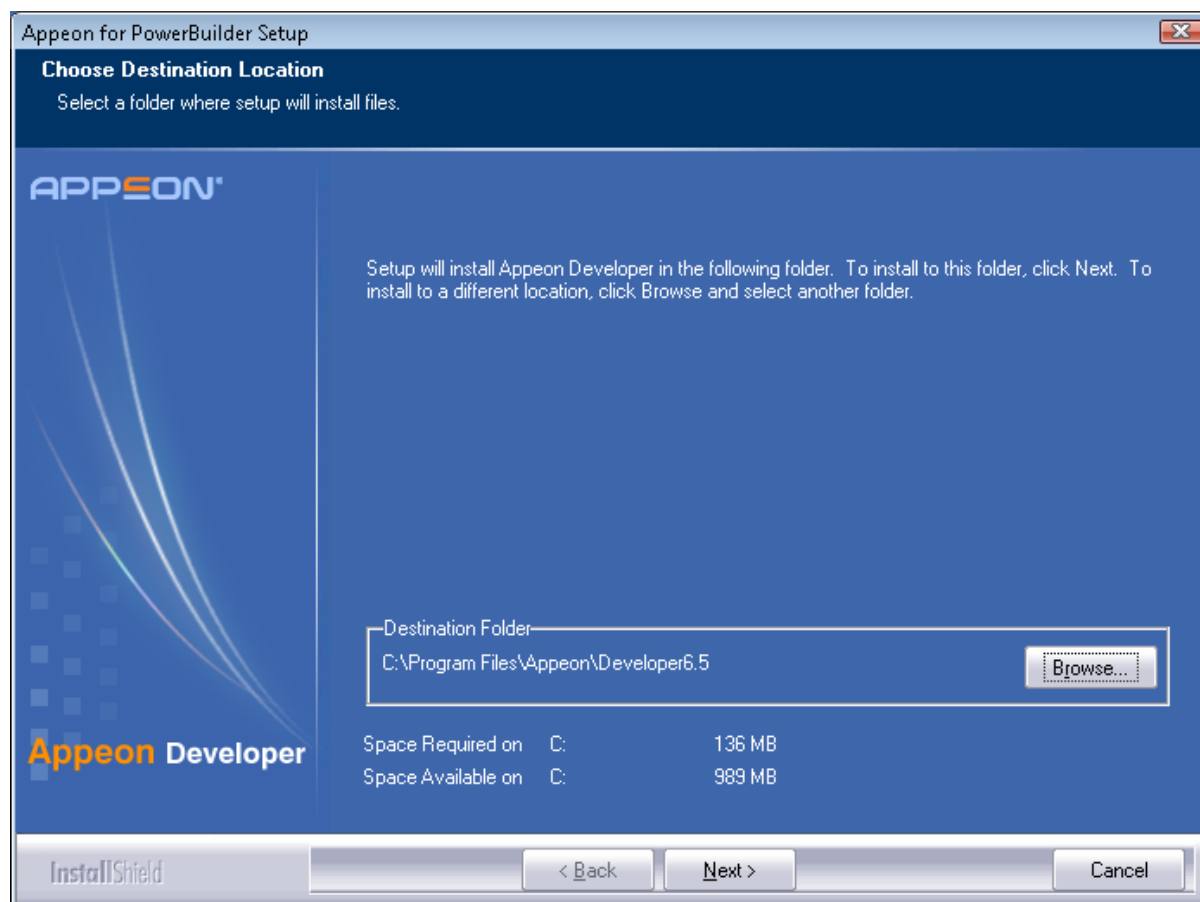 Appeon for PowerBuilder Setup
Choose Destination Location
Select a folder where setup will install files.
APPEON
Setup will install Appeon Developer in the following folder. To install to this folder, click Next. To
install to a different location, click Browse and select another folder.
Destination Folder
C:\Program Files\Appeon\Developer6.5
Browse...
Appeon Developer
Space Required on C: 136 MB
Space Available on C: 989 MB
InstallShield
< Back
Next >
Cancel